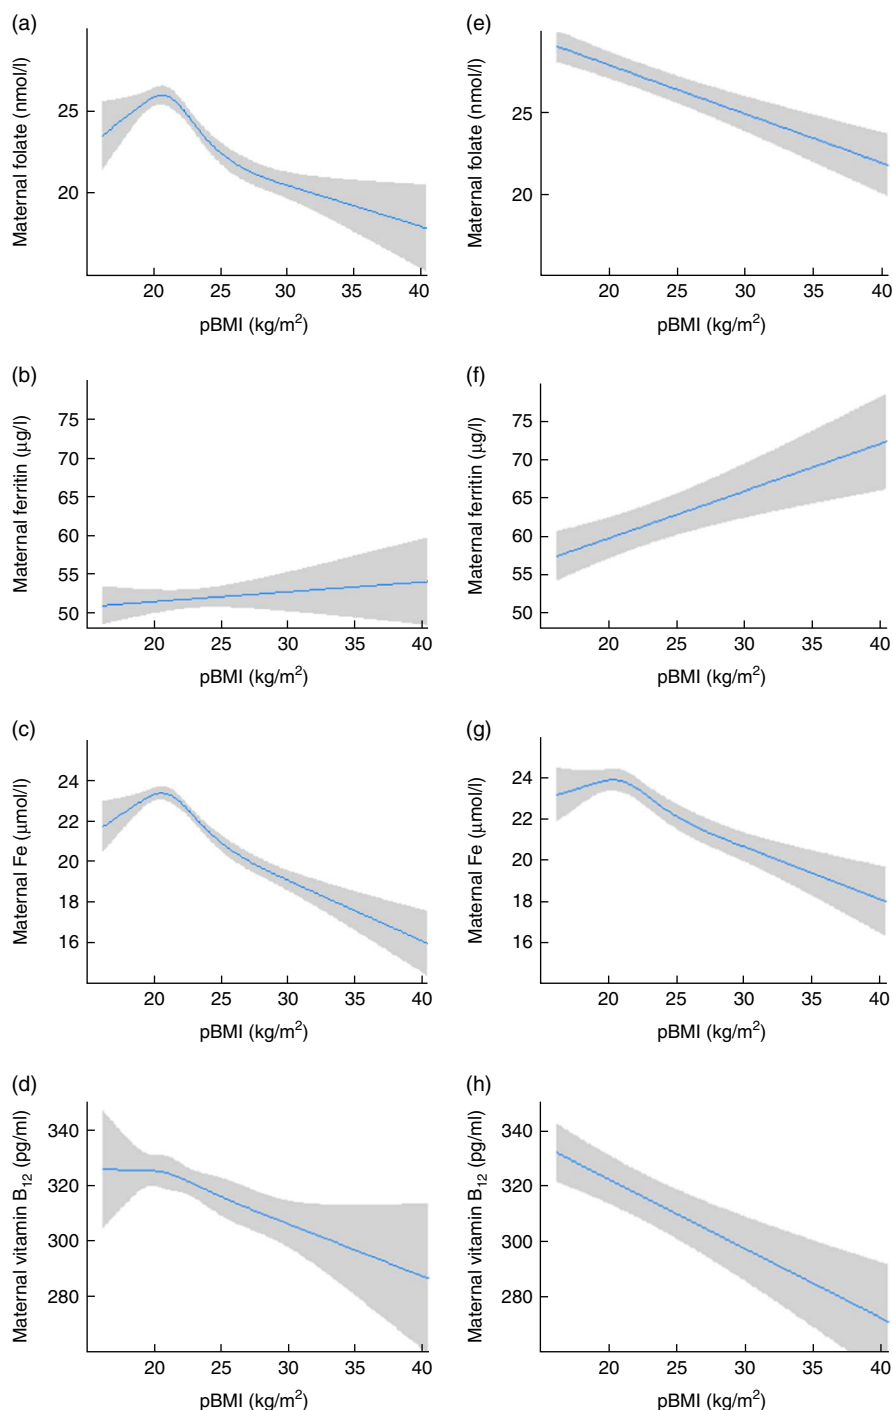 (a)
Maternal folate (nmol/l)
25
20
20 25 30 35 40
pBMI (kg/m²)
(e)
Maternal folate (nmol/l)
25
20
20 25 30 35 40
pBMI (kg/m²)
(b)
Maternal ferritin (μg/l)
75
70
65
60
55
50
20 25 30 35 40
pBMI (kg/m²)
(f)
Maternal ferritin (μg/l)
75
70
65
60
55
50
20 25 30 35 40
pBMI (kg/m²)
(c)
Maternal Fe (μmol/l)
24
22
20
18
16
20 25 30 35 40
pBMI (kg/m²)
(g)
Maternal Fe (μmol/l)
24
22
20
18
16
20 25 30 35 40
pBMI (kg/m²)
(d)
Maternal vitamin B₁₂ (pg/ml)
340
320
300
280
20 25 30 35 40
pBMI (kg/m²)
(h)
Maternal vitamin B₁₂ (pg/ml)
340
320
300
280
20 25 30 35 40
pBMI (kg/m²)